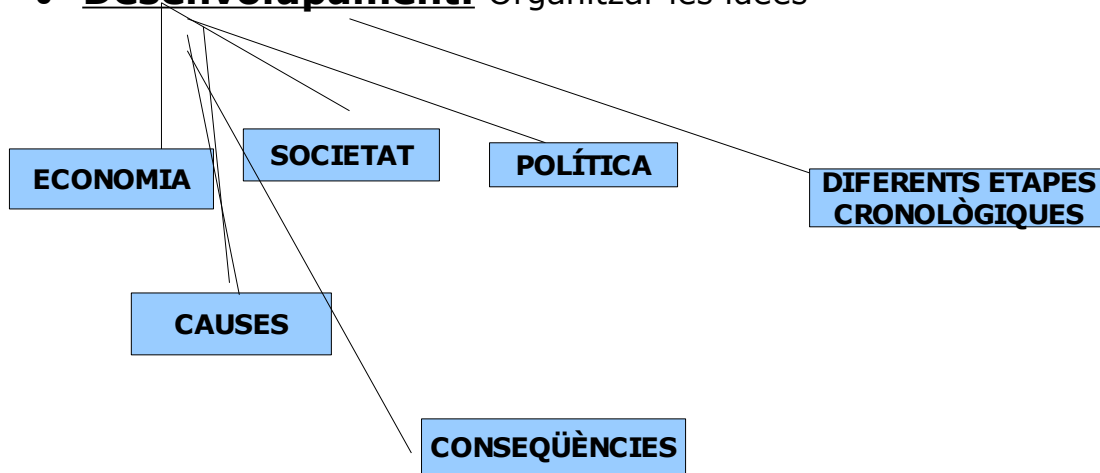 • Desenvolupament: Organitzar les idees
SOCIETAT
POLÍTICA
ECONOMIA
DIFERENTS ETAPES
CRONOLÒGIQUES
CAUSES
CONSEQÜÈNCIES